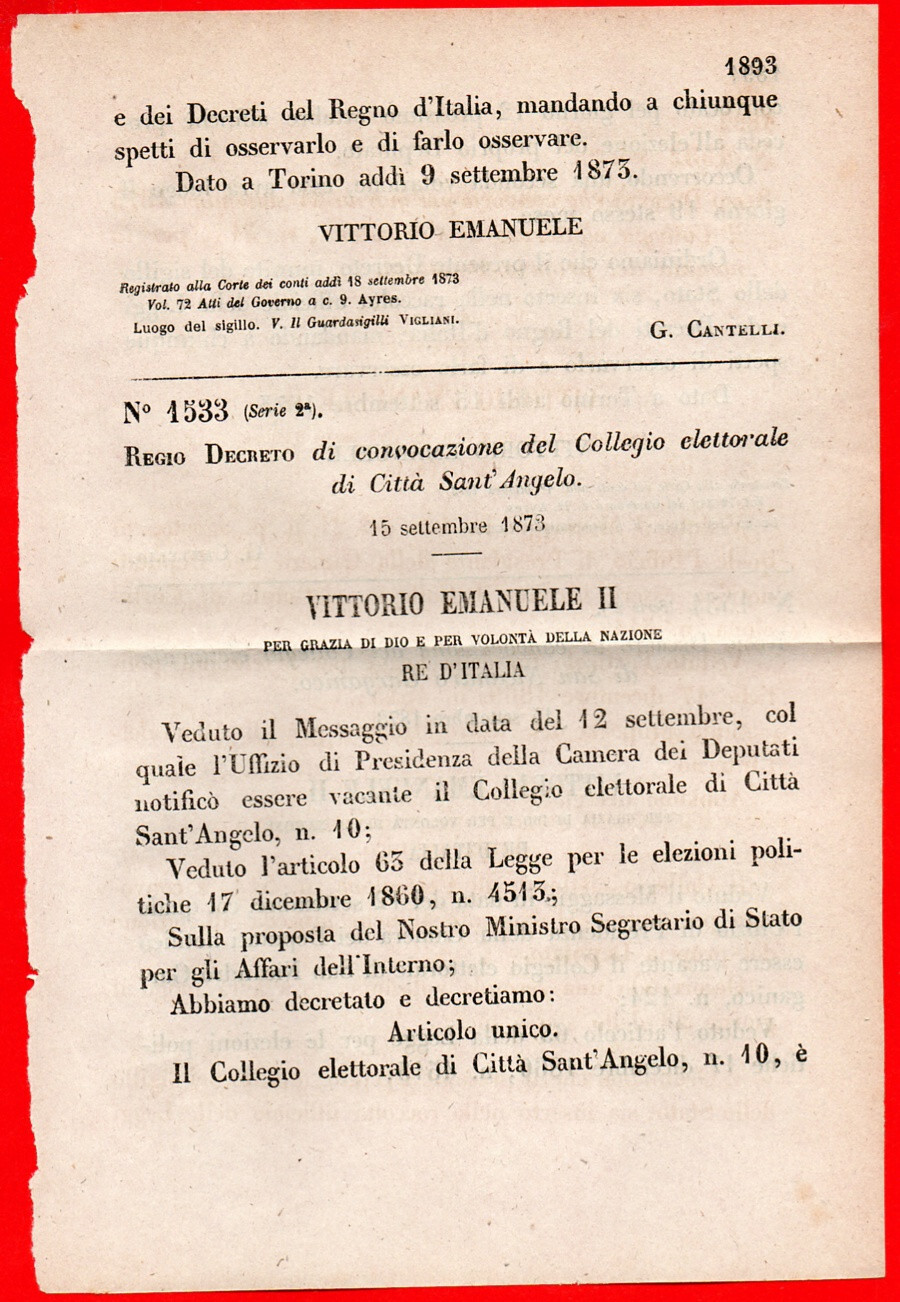 1893
e dei Decreti del Regno d'Italia, mandando a chiunque
spetti di osservarlo e di farlo osservare.
Dato a Torino addì 9 settembre 1873.
VITTORIO EMANUELE
Registrato alla Corte dei conti addì 18 settembre 1873
Vol. 72 Atti del Governo a c. 9. Ayres.
Luogo del sigillo. V. Il Guardasigilli VIGLIANI.
G. CANTELLI.
Nº 1533 (Serie 2ª).
REGIO DECRETO di convocazione del Collegio elettorale
di Città Sant'Angelo.
15 settembre 1873
VITTORIO EMANUELE II
PER GRAZIA DI DIO E PER VOLONTÀ DELLA NAZIONE
RE D'ITALIA
Veduto il Messaggio in data del 12 settembre, col
quale l'Uffizio di Presidenza della Camera dei Deputati
notificò essere vacante il Collegio elettorale di Città
Sant'Angelo, n. 10;
Veduto l'articolo 63 della Legge per le elezioni poli-
tiche 17 dicembre 1860, n. 4513;
Sulla proposta del Nostro Ministro Segretario di Stato
per gli Affari dell'Interno;
Abbiamo decretato e decretiamo:
Articolo unico.
Il Collegio elettorale di Città Sant'Angelo, n. 10, è